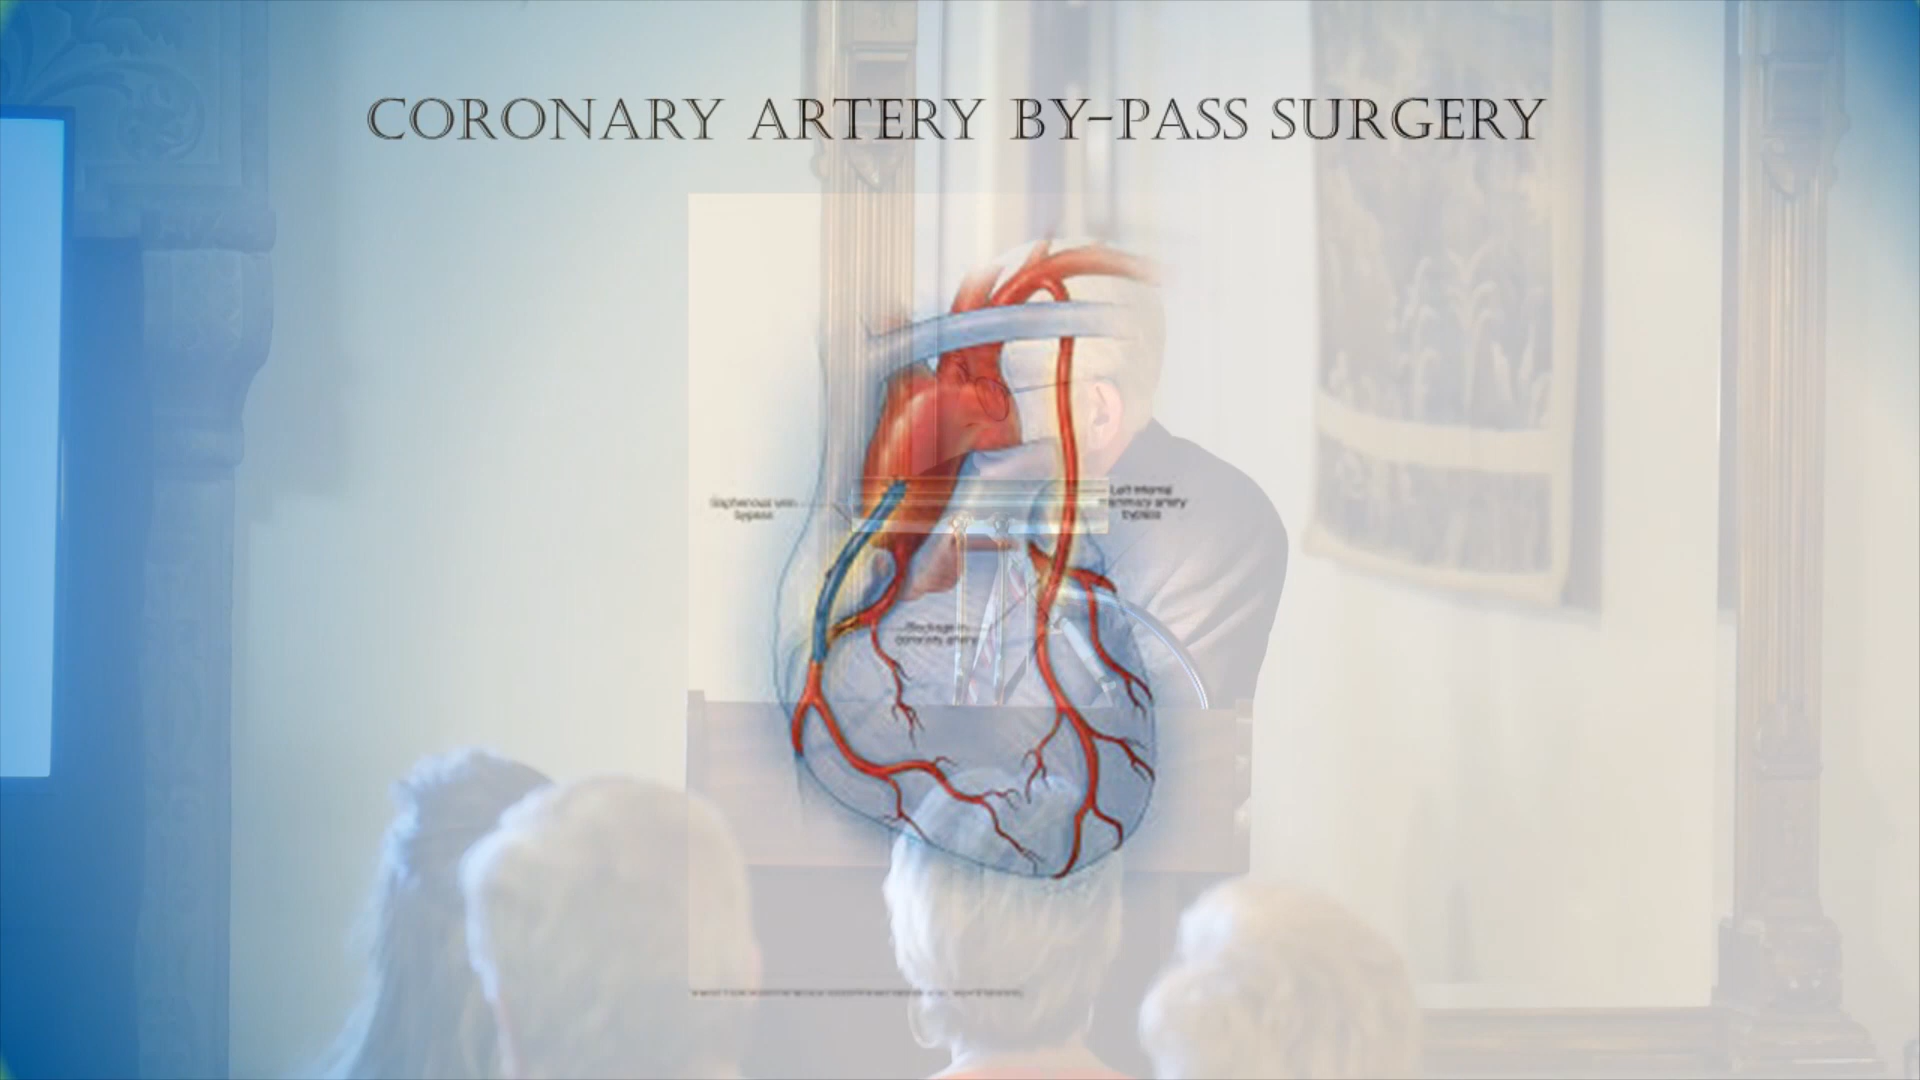 CORONARY ARTERY BY-PASS SURGERY
Saphenous vein
bypass
Left internal
mammary artery
bypass
Blockage in
coronary artery